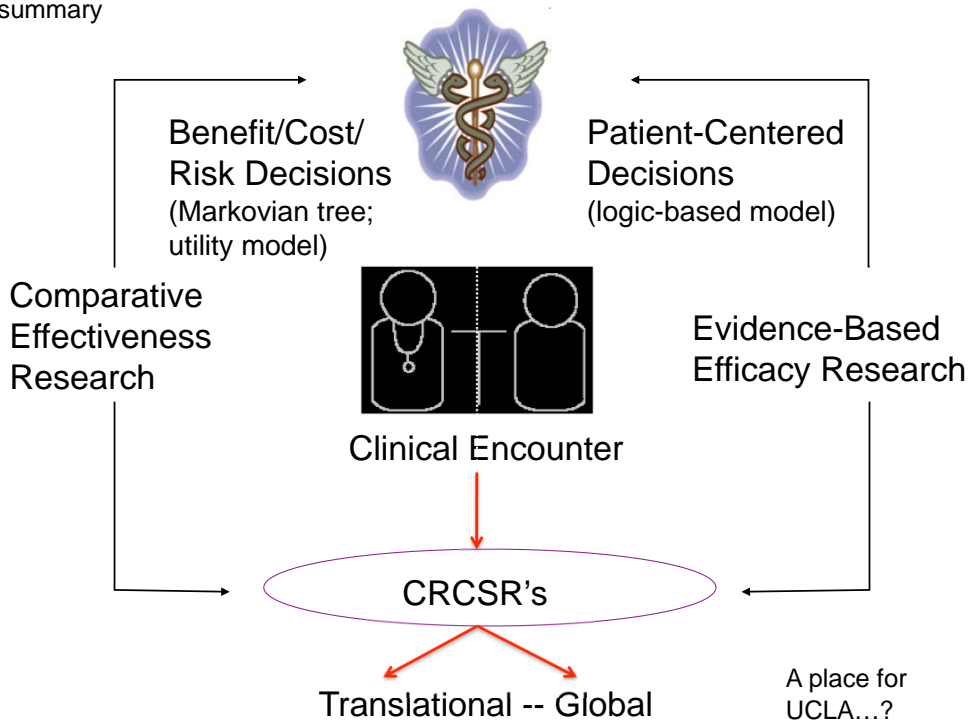 summary
Benefit/Cost/
Risk Decisions
(Markovian tree;
utility model)
Patient-Centered
Decisions
(logic-based model)
Comparative
Effectiveness
Research
Evidence-Based
Efficacy Research
Clinical Encounter
CRCSR's
Translational -- Global
A place for
UCLA…?